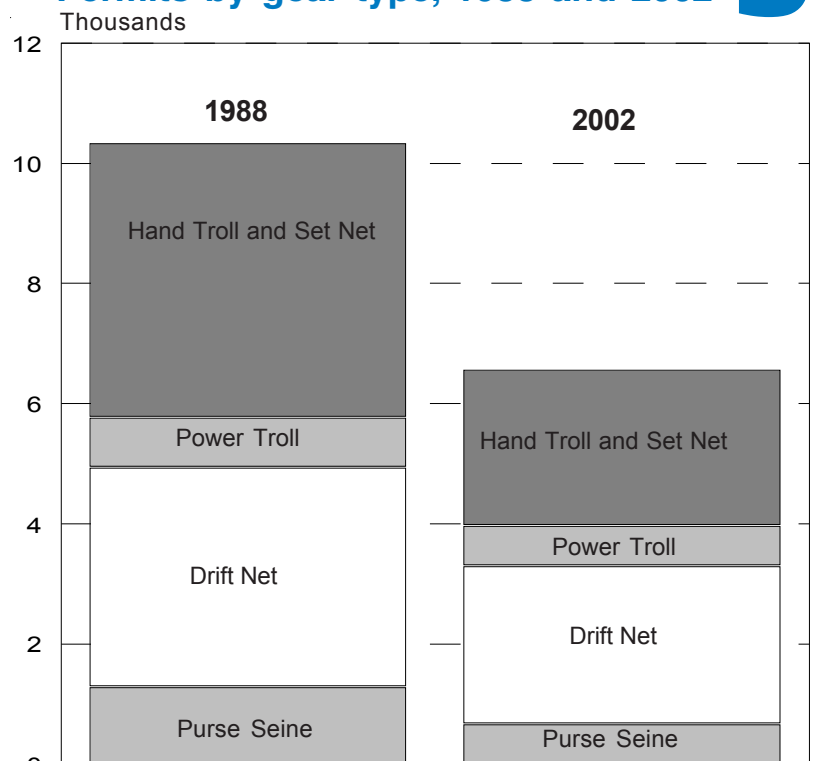 Thousands
12
1988
2002
10
Hand Troll and Set Net
8
6
Power Troll
Hand Troll and Set Net
4
Power Troll
Drift Net
Drift Net
2
Purse Seine
Purse Seine